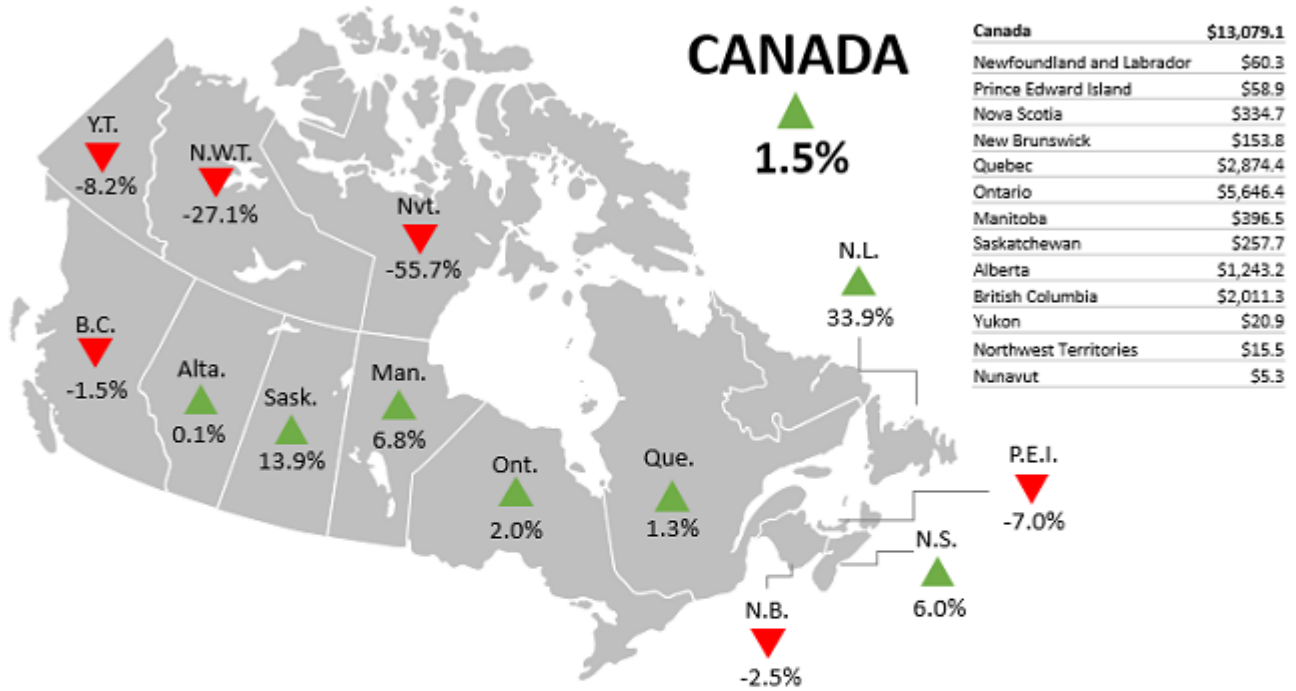 CANADA
1.5%
Y.T.
-8.2%
N.W.T.
-27.1%
Nvt.
-55.7%
B.C.
-1.5%
Alta.
0.1%
Sask.
13.9%
Man.
6.8%
Ont.
2.0%
Que.
1.3%
N.L.
33.9%
P.E.I.
-7.0%
N.S.
6.0%
N.B.
-2.5%
Canada $13,079.1
Newfoundland and Labrador $60.3
Prince Edward Island $58.9
Nova Scotia $334.7
New Brunswick $153.8
Quebec $2,874.4
Ontario $5,646.4
Manitoba $396.5
Saskatchewan $257.7
Alberta $1,243.2
British Columbia $2,011.3
Yukon $20.9
Northwest Territories $15.5
Nunavut $5.3